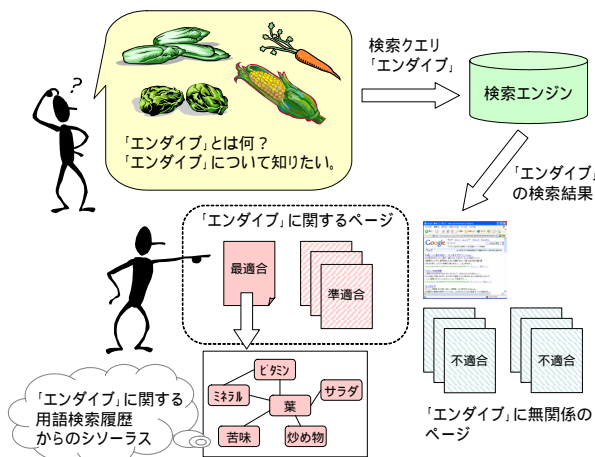 ?
「エンダイブ」とは何？
「エンダイブ」について知りたい。
検索クエリ
「エンダイブ」
検索エンジン
「エンダイブ」
の検索結果
「エンダイブ」に関するページ
最適合
準適合
Google
不適合
不適合
「エンダイブ」に無関係の
ページ
ビタミン
ミネラル
葉
サラダ
苦味
炒め物
「エンダイブ」に関する
用語検索履歴
からのシソーラス